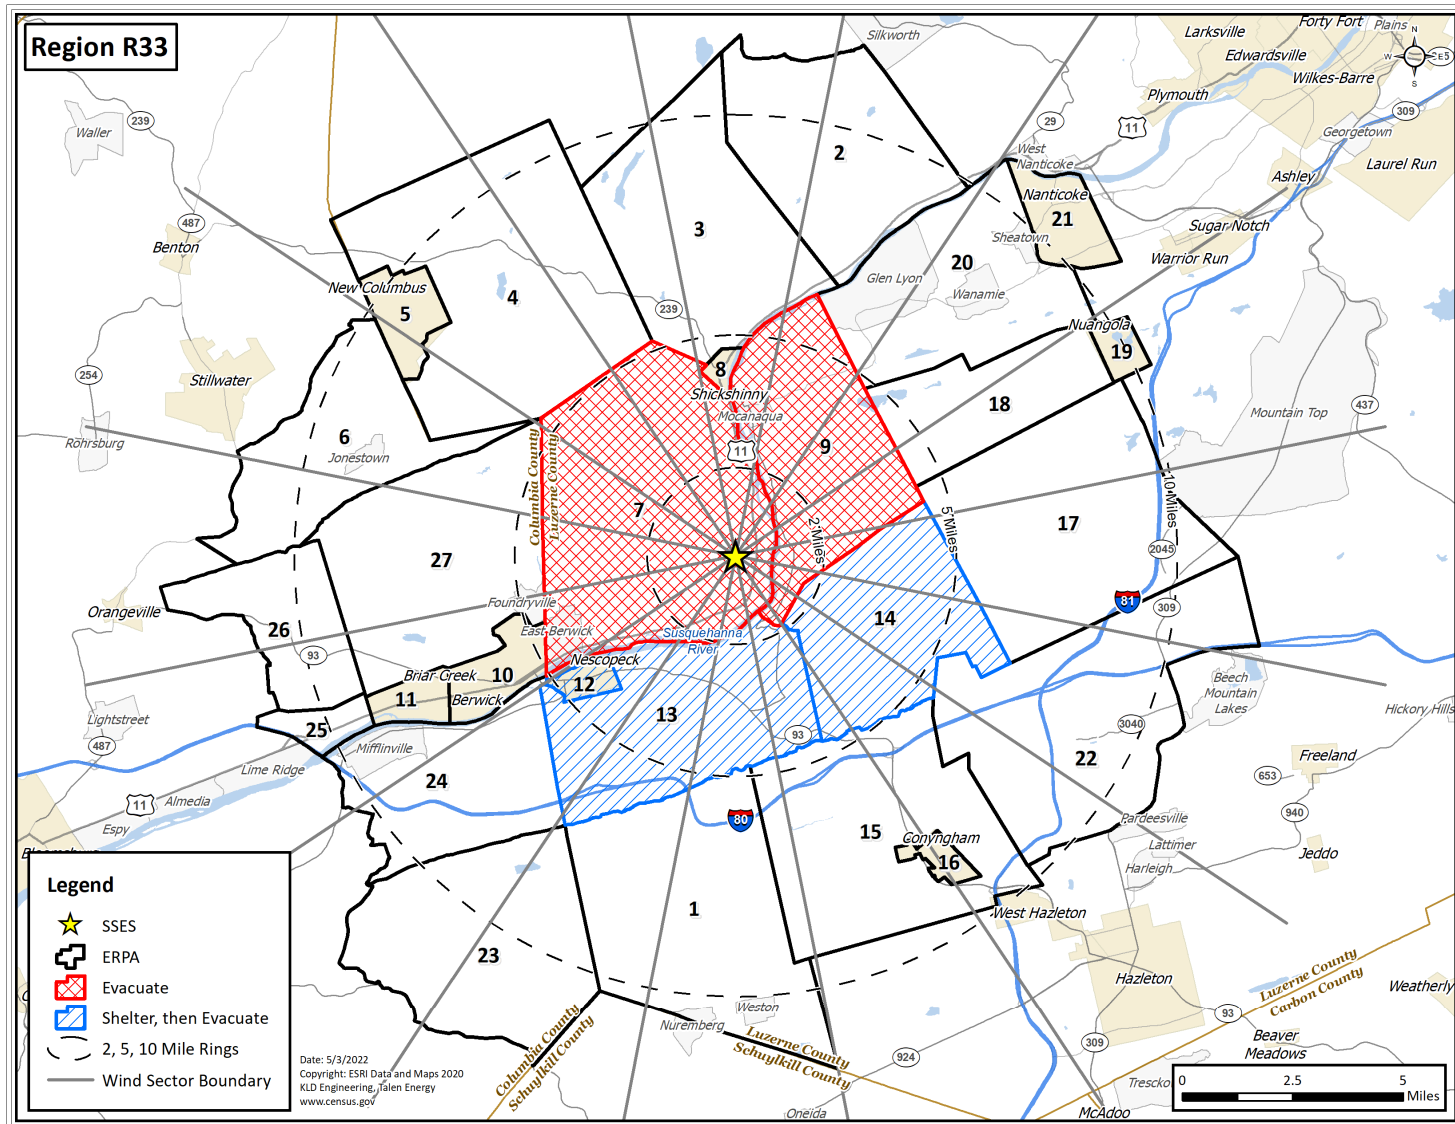 Region R33
Silkworth
Forty Fort
Plains
Larksville
Edwardsville
Wilkes-Barre
N
W
E
S
Plymouth
11
309
29
Georgetown
Laurel Run
Ashley
West
Nanticoke
Nanticoke
21
Sheatown
Sugar Notch
Warrior Run
Waller
239
487
Benton
2
3
20
Glen Lyon
Wanamie
New Columbus
5
4
239
Nuangola
19
254
Stillwater
8
Shickshinny
Mocanaqua
18
Mountain Top
437
Rohrsburg
6
Jonestown
Columbia County
Luzerne County
11
9
7
2 Miles
5 Miles
10 Miles
17
2045
27
Foundryville
East Berwick
Susquehanna
River
14
81
309
Orangeville
26
93
Nescopeck
12
Briar Creek
10
11
Berwick
13
93
Beech
Mountain
Lakes
Hickory Hills
Lightstreet
487
25
Mifflinville
Lime Ridge
24
3040
22
Freeland
653
11
Almedia
Espy
80
15
Conyngham
16
Pardeesville
Lattimer
Harleigh
940
Jeddo
1
West Hazleton
23
Hazleton
Weston
Nuremberg
Columbia County
Schuylkill County
Luzerne County
Schuylkill County
924
Luzerne County
Carbon County
Weatherly
93
309
Beaver
Meadows
McAdoo
Oneida
Legend
SSES
ERPA
Evacuate
Shelter, then Evacuate
2, 5, 10 Mile Rings
Wind Sector Boundary
Date: 5/3/2022
Copyright: ESRI Data and Maps 2020
KLD Engineering, Talen Energy
www.census.gov
0
2.5
5
Miles